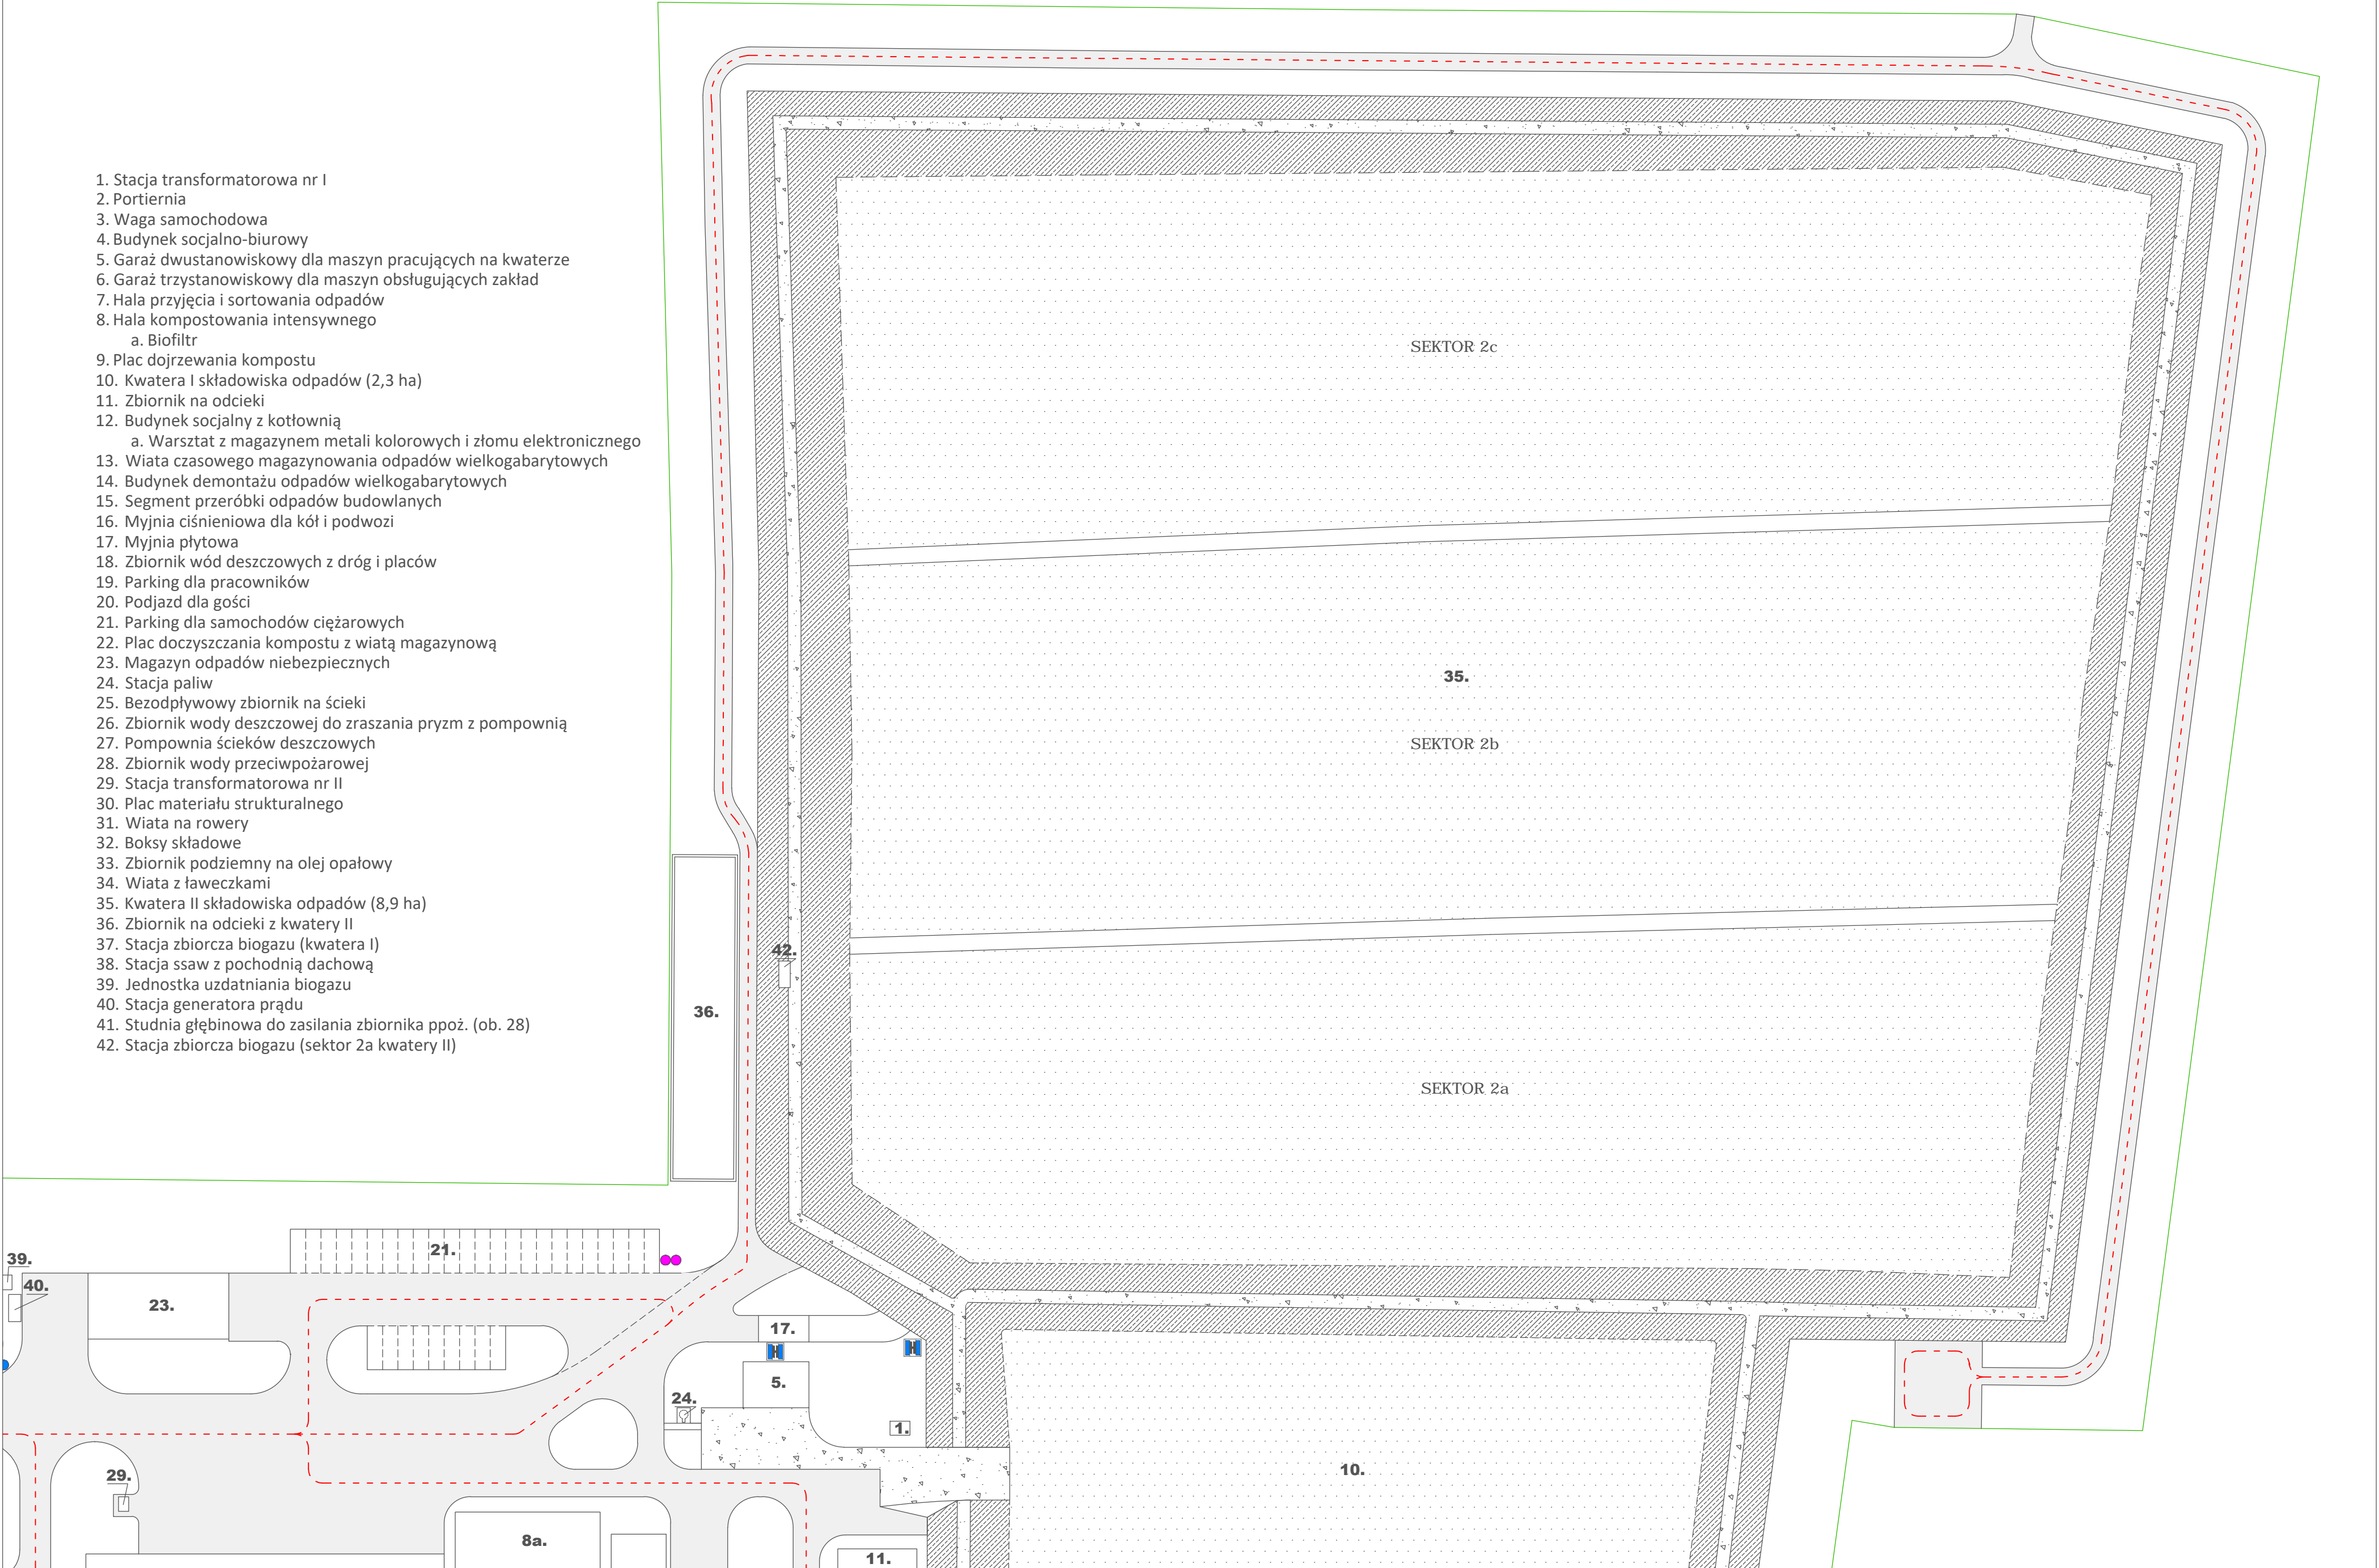 1. Stacja transformatorowa nr I
2. Portiernia
3. Waga samochodowa
4. Budynek socjalno-biurowy
5. Garaż dwustanowiskowy dla maszyn pracujących na kwaterze
6. Garaż trzystanowiskowy dla maszyn obsługujących zakład
7. Hala przyjęcia i sortowania odpadów
8. Hala kompostowania intensywnego
a. Biofiltr
9. Plac dojrzewania kompostu
10. Kwatera I składowiska odpadów (2,3 ha)
11. Zbiornik na odcieki
12. Budynek socjalny z kotłownią
a. Warsztat z magazynem metali kolorowych i złomu elektronicznego
13. Wiata czasowego magazynowania odpadów wielkogabarytowych
14. Budynek demontażu odpadów wielkogabarytowych
15. Segment przeróbki odpadów budowlanych
16. Myjnia ciśnieniowa dla kół i podwozi
17. Myjnia płytowa
18. Zbiornik wód deszczowych z dróg i placów
19. Parking dla pracowników
20. Podjazd dla gości
21. Parking dla samochodów ciężarowych
22. Plac doczyszczania kompostu z wiatą magazynową
23. Magazyn odpadów niebezpiecznych
24. Stacja paliw
25. Bezodpływowy zbiornik na ścieki
26. Zbiornik wody deszczowej do zraszania pryzm z pompownią
27. Pompownia ścieków deszczowych
28. Zbiornik wody przeciwpożarowej
29. Stacja transformatorowa nr II
30. Plac materiału strukturalnego
31. Wiata na rowery
32. Boksy składowe
33. Zbiornik podziemny na olej opałowy
34. Wiata z ławeczkami
35. Kwatera II składowiska odpadów (8,9 ha)
36. Zbiornik na odcieki z kwatery II
37. Stacja zbiorcza biogazu (kwatera I)
38. Stacja ssaw z pochodnią dachową
39. Jednostka uzdatniania biogazu
40. Stacja generatora prądu
41. Studnia głębinowa do zasilania zbiornika ppoż. (ob. 28)
42. Stacja zbiorcza biogazu (sektor 2a kwatery II)
SEKTOR 2c
35.
SEKTOR 2b
42.
36.
SEKTOR 2a
21.
39.
40.
23.
17.
H
H
5.
24.
1.
10.
29.
8a.
11.